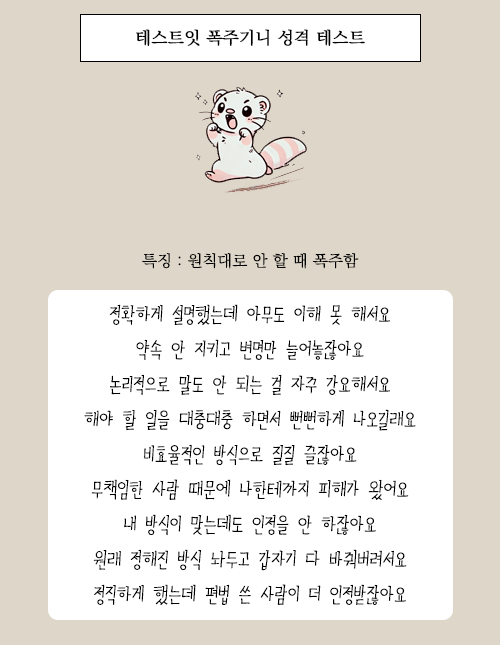 테스트잇 폭주기니 성격 테스트
특징 : 원칙대로 안 할 때 폭주함
정확하게 설명했는데 아무도 이해 못 해서요
약속 안 지키고 변명만 늘어놓잖아요
논리적으로 말도 안 되는 걸 자꾸 강요해서요
해야 할 일을 대충대충 하면서 뻔뻔하게 나오길래요
비효율적인 방식으로 질질 끌잖아요
무책임한 사람 때문에 나한테까지 피해가 왔어요
내 방식이 맞는데도 인정을 안 하잖아요
원래 정해진 방식 놔두고 갑자기 다 바꿔버려서요
정직하게 했는데 편법 쓴 사람이 더 인정받잖아요